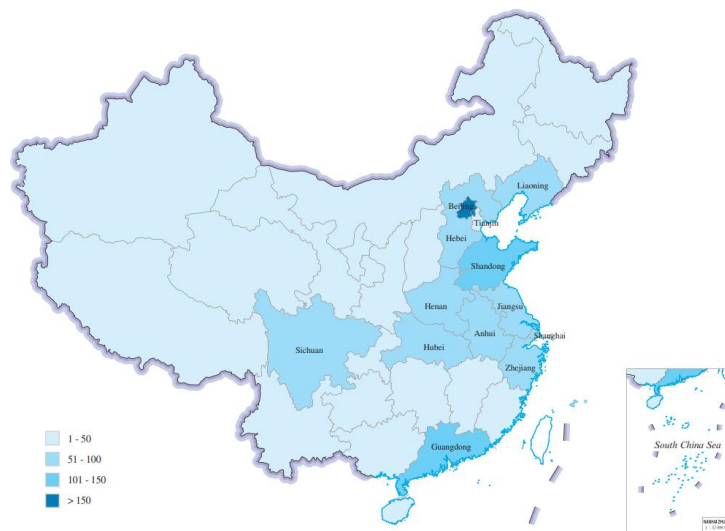 Liaoning
Beijing
Tianjin
Hebei
Shandong
Henan
Jiangsu
Anhui
Shanghai
Sichuan
Hubei
Zhejiang
Guangdong
1 - 50
51 - 100
101 - 150
> 150
South China Sea